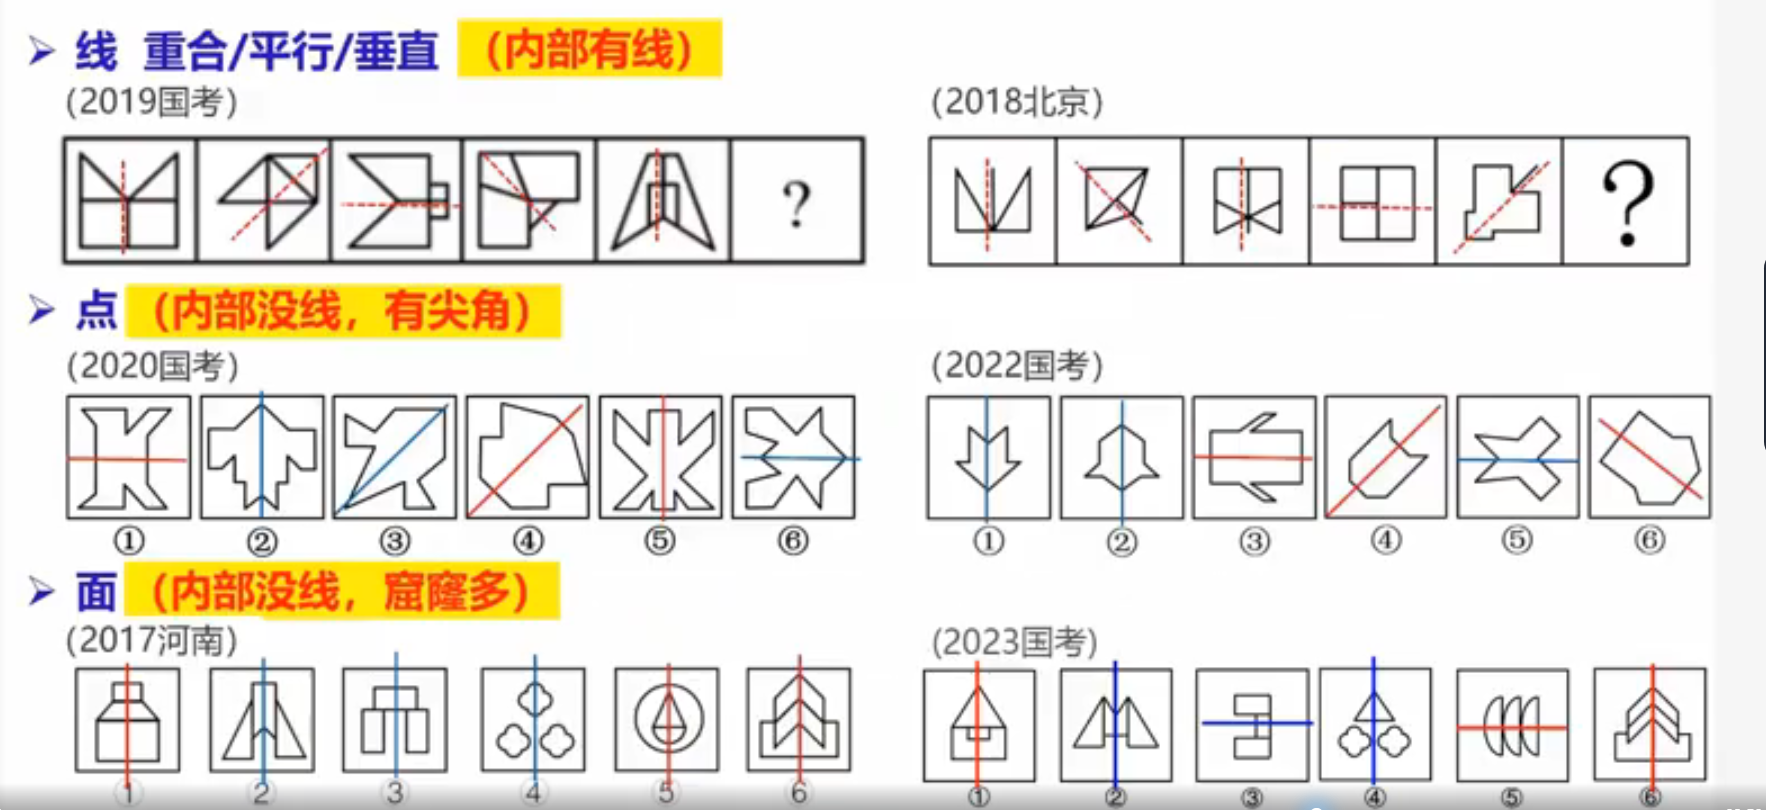 ➢ 线 重合/平行/垂直 （内部有线）
(2019国考) (2018北京)
? ?
➢ 点 （内部没线，有尖角）
(2020国考) (2022国考)
① ② ③ ④ ⑤ ⑥ ① ② ③ ④ ⑤ ⑥
➢ 面 （内部没线，窟窿多）
(2017河南) (2023国考)
① ② ③ ④ ⑤ ⑥ ① ② ③ ④ ⑤ ⑥